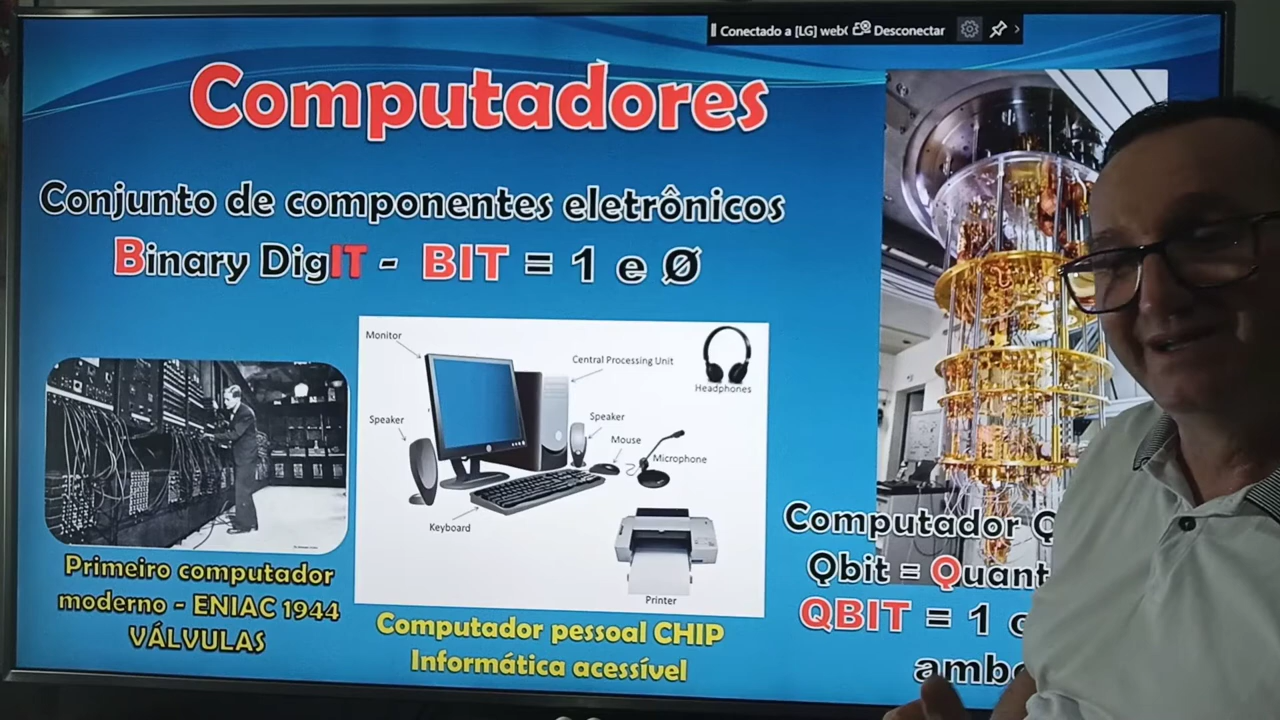 Conectado a [LG] web Desconectar
Computadores
Conjunto de componentes eletrônicos
Binary DigIT - BIT = 1 e Ø
Monitor
Central Processing Unit
Headphones
Speaker
Speaker
Mouse
Microphone
Keyboard
Printer
Primeiro computador
moderno - ENIAC 1944
VÁLVULAS
Computador pessoal CHIP
Informática acessível
Computador
Qbit = Quant
QBIT = 1
amb